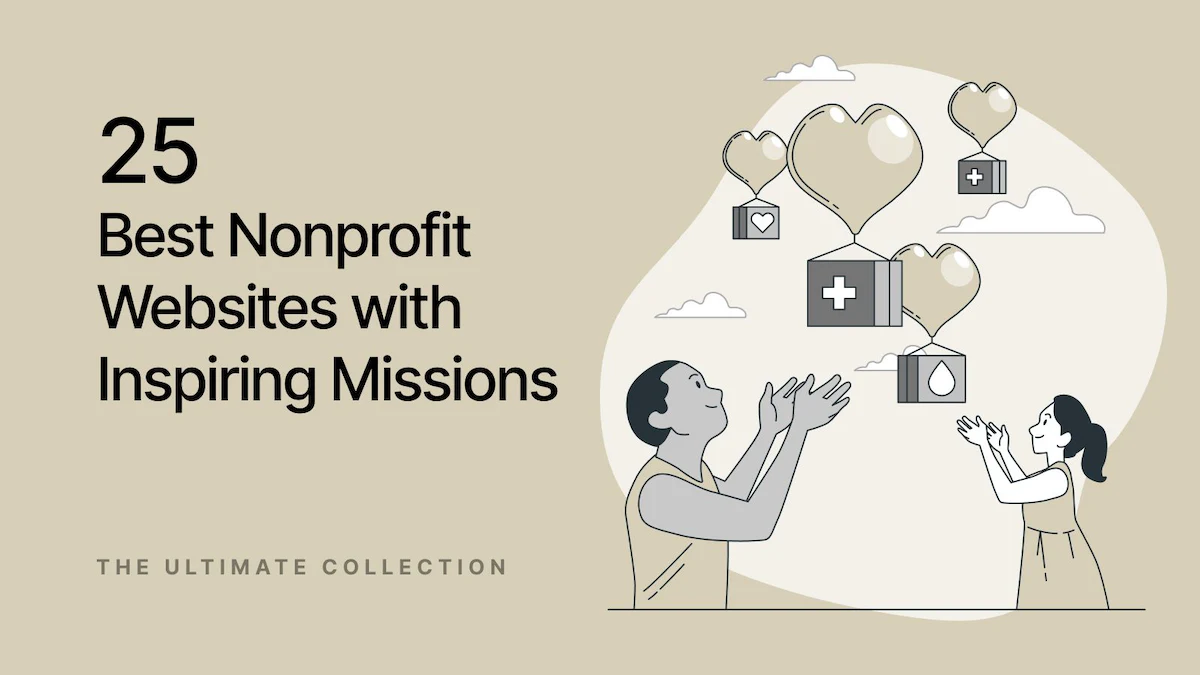 25
Best Nonprofit
Websites with
Inspiring Missions
THE ULTIMATE COLLECTION